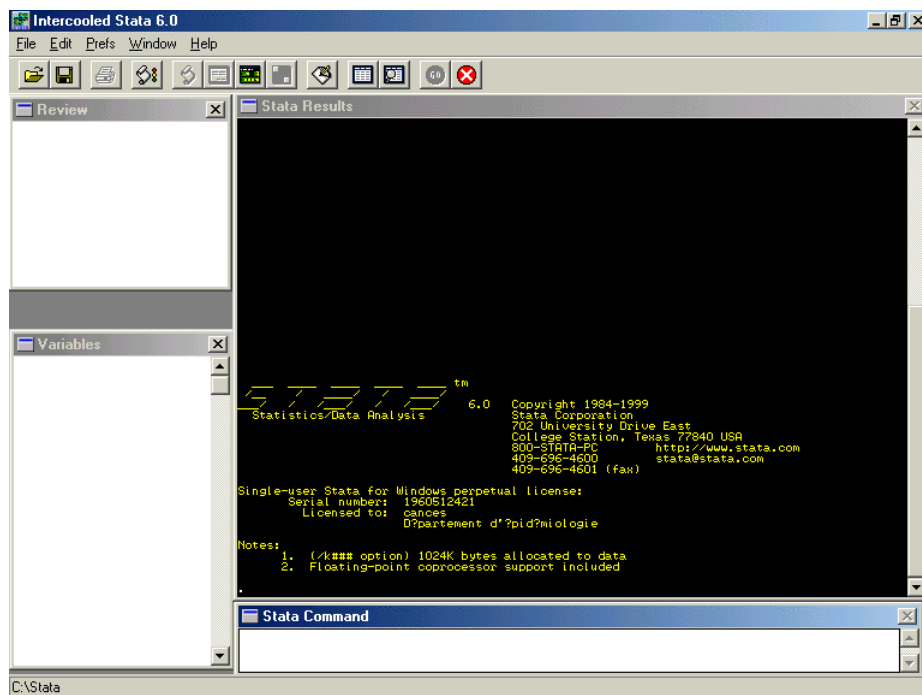 Intercooled Stata 6.0
File Edit Prefs Window Help
GO
Review
Stata Results
Variables
STATA tm
6.0 Copyright 1984-1999
Statistics/Data Analysis Stata Corporation
702 University Drive East
College Station, Texas 77840 USA
800-STATA-PC http://www.stata.com
409-696-4600 stata@stata.com
409-696-4601 (fax)
Single-user Stata for Windows perpetual license:
Serial number: 1960512421
Licensed to: cances
D?partement d'?pid?miologie
Notes:
1. (/k### option) 1024K bytes allocated to data
2. Floating-point coprocessor support included
.
Stata Command
C:\Stata